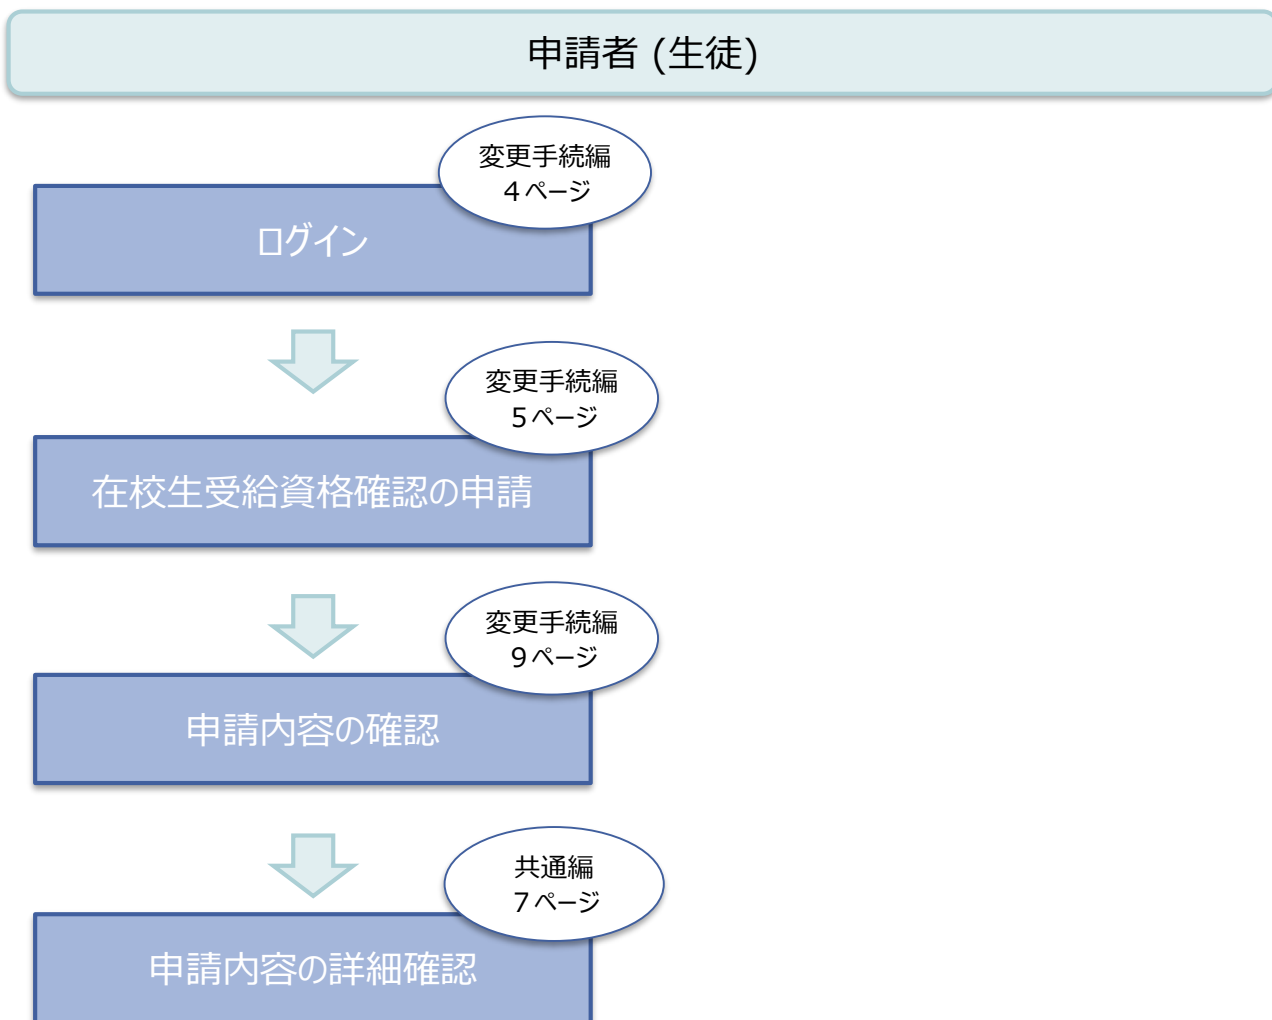 申請者 (生徒)
変更手続編
４ページ
ログイン
変更手続編
５ページ
在校生受給資格確認の申請
変更手続編
９ページ
申請内容の確認
共通編
７ページ
申請内容の詳細確認